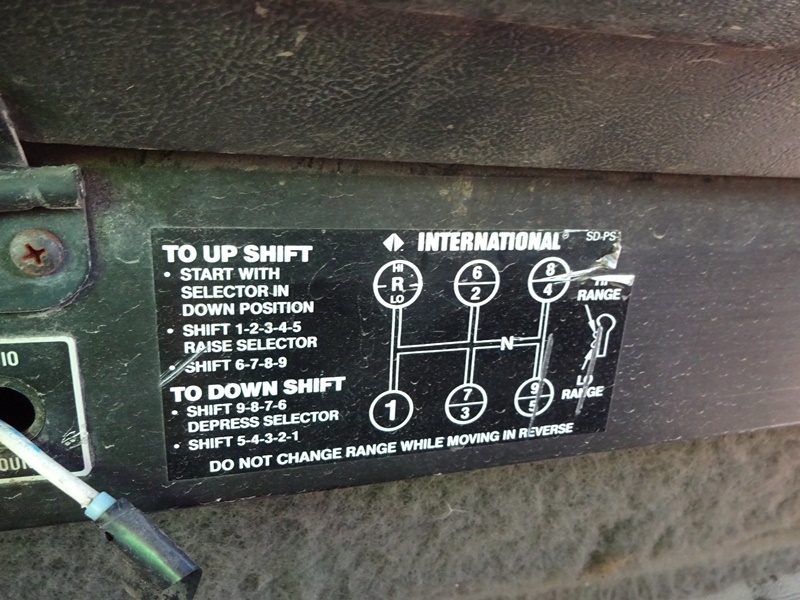 TO UP SHIFT
• START WITH
SELECTOR IN
DOWN POSITION
• SHIFT 1-2-3-4-5
RAISE SELECTOR
• SHIFT 6-7-8-9
TO DOWN SHIFT
• SHIFT 9-8-7-6
DEPRESS SELECTOR
• SHIFT 5-4-3-2-1
DO NOT CHANGE RANGE WHILE MOVING IN REVERSE
INTERNATIONAL®
SD-PS
HI
R
LO
6
2
8
4
HI
RANGE
N
1
7
3
9
5
LO
RANGE
IO